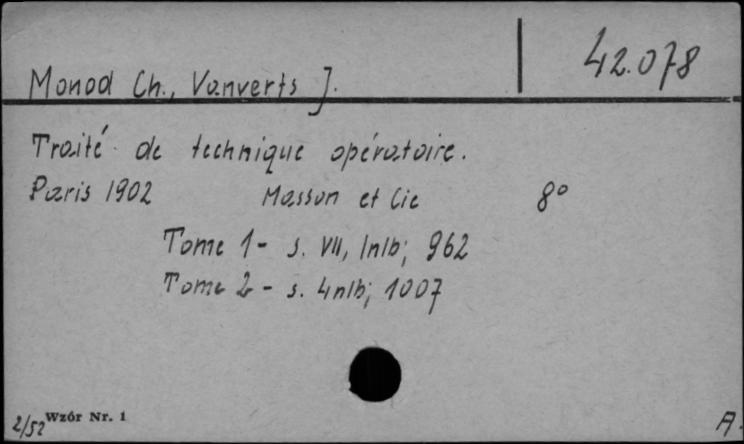 42.078
Monod Ch., Vanverts J.
Traité de technique opératoire.
Paris 1902 Masson et Cie 8°
Tome 1 - s. VII, 1nlb; 962
Tome 2 - s. 4nlb; 1007
2/52 Wzór Nr. 1 A.